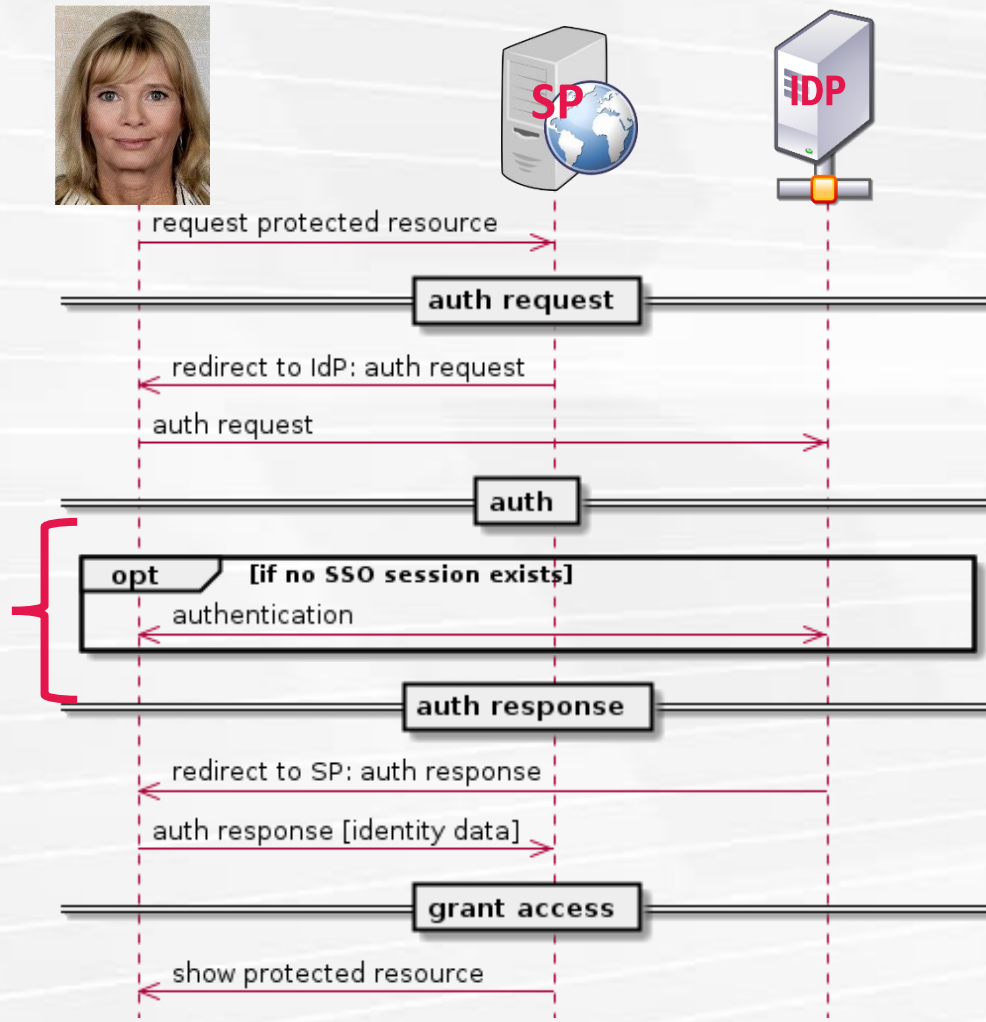 SP
IDP
request protected resource
auth request
redirect to IdP: auth request
auth request
auth
opt [if no SSO session exists]
authentication
auth response
redirect to SP: auth response
auth response [identity data]
grant access
show protected resource